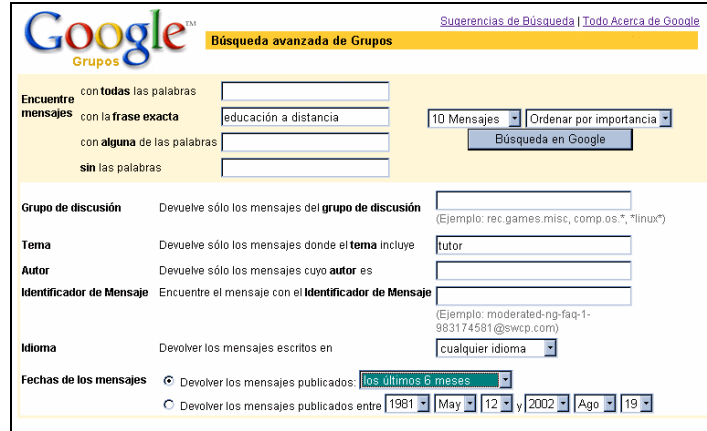 Sugerencias de Búsqueda | Todo Acerca de Google
Google™
Grupos
Búsqueda avanzada de Grupos
Encuentre mensajes
con todas las palabras
con la frase exacta educación a distancia
con alguna de las palabras
sin las palabras
10 Mensajes Ordenar por importancia
Búsqueda en Google
Grupo de discusión Devuelve sólo los mensajes del grupo de discusión
(Ejemplo: rec.games.misc, comp.os.*, *linux*)
Tema Devuelve sólo los mensajes donde el tema incluye tutor
Autor Devuelve sólo los mensajes cuyo autor es
Identificador de Mensaje Encuentre el mensaje con el Identificador de Mensaje
(Ejemplo: moderated-ng-faq-1-
983174581@swcp.com)
Idioma Devolver los mensajes escritos en cualquier idioma
Fechas de los mensajes Devolver los mensajes publicados: los últimos 6 meses
Devolver los mensajes publicados entre 1981 May 12 y 2002 Ago 19